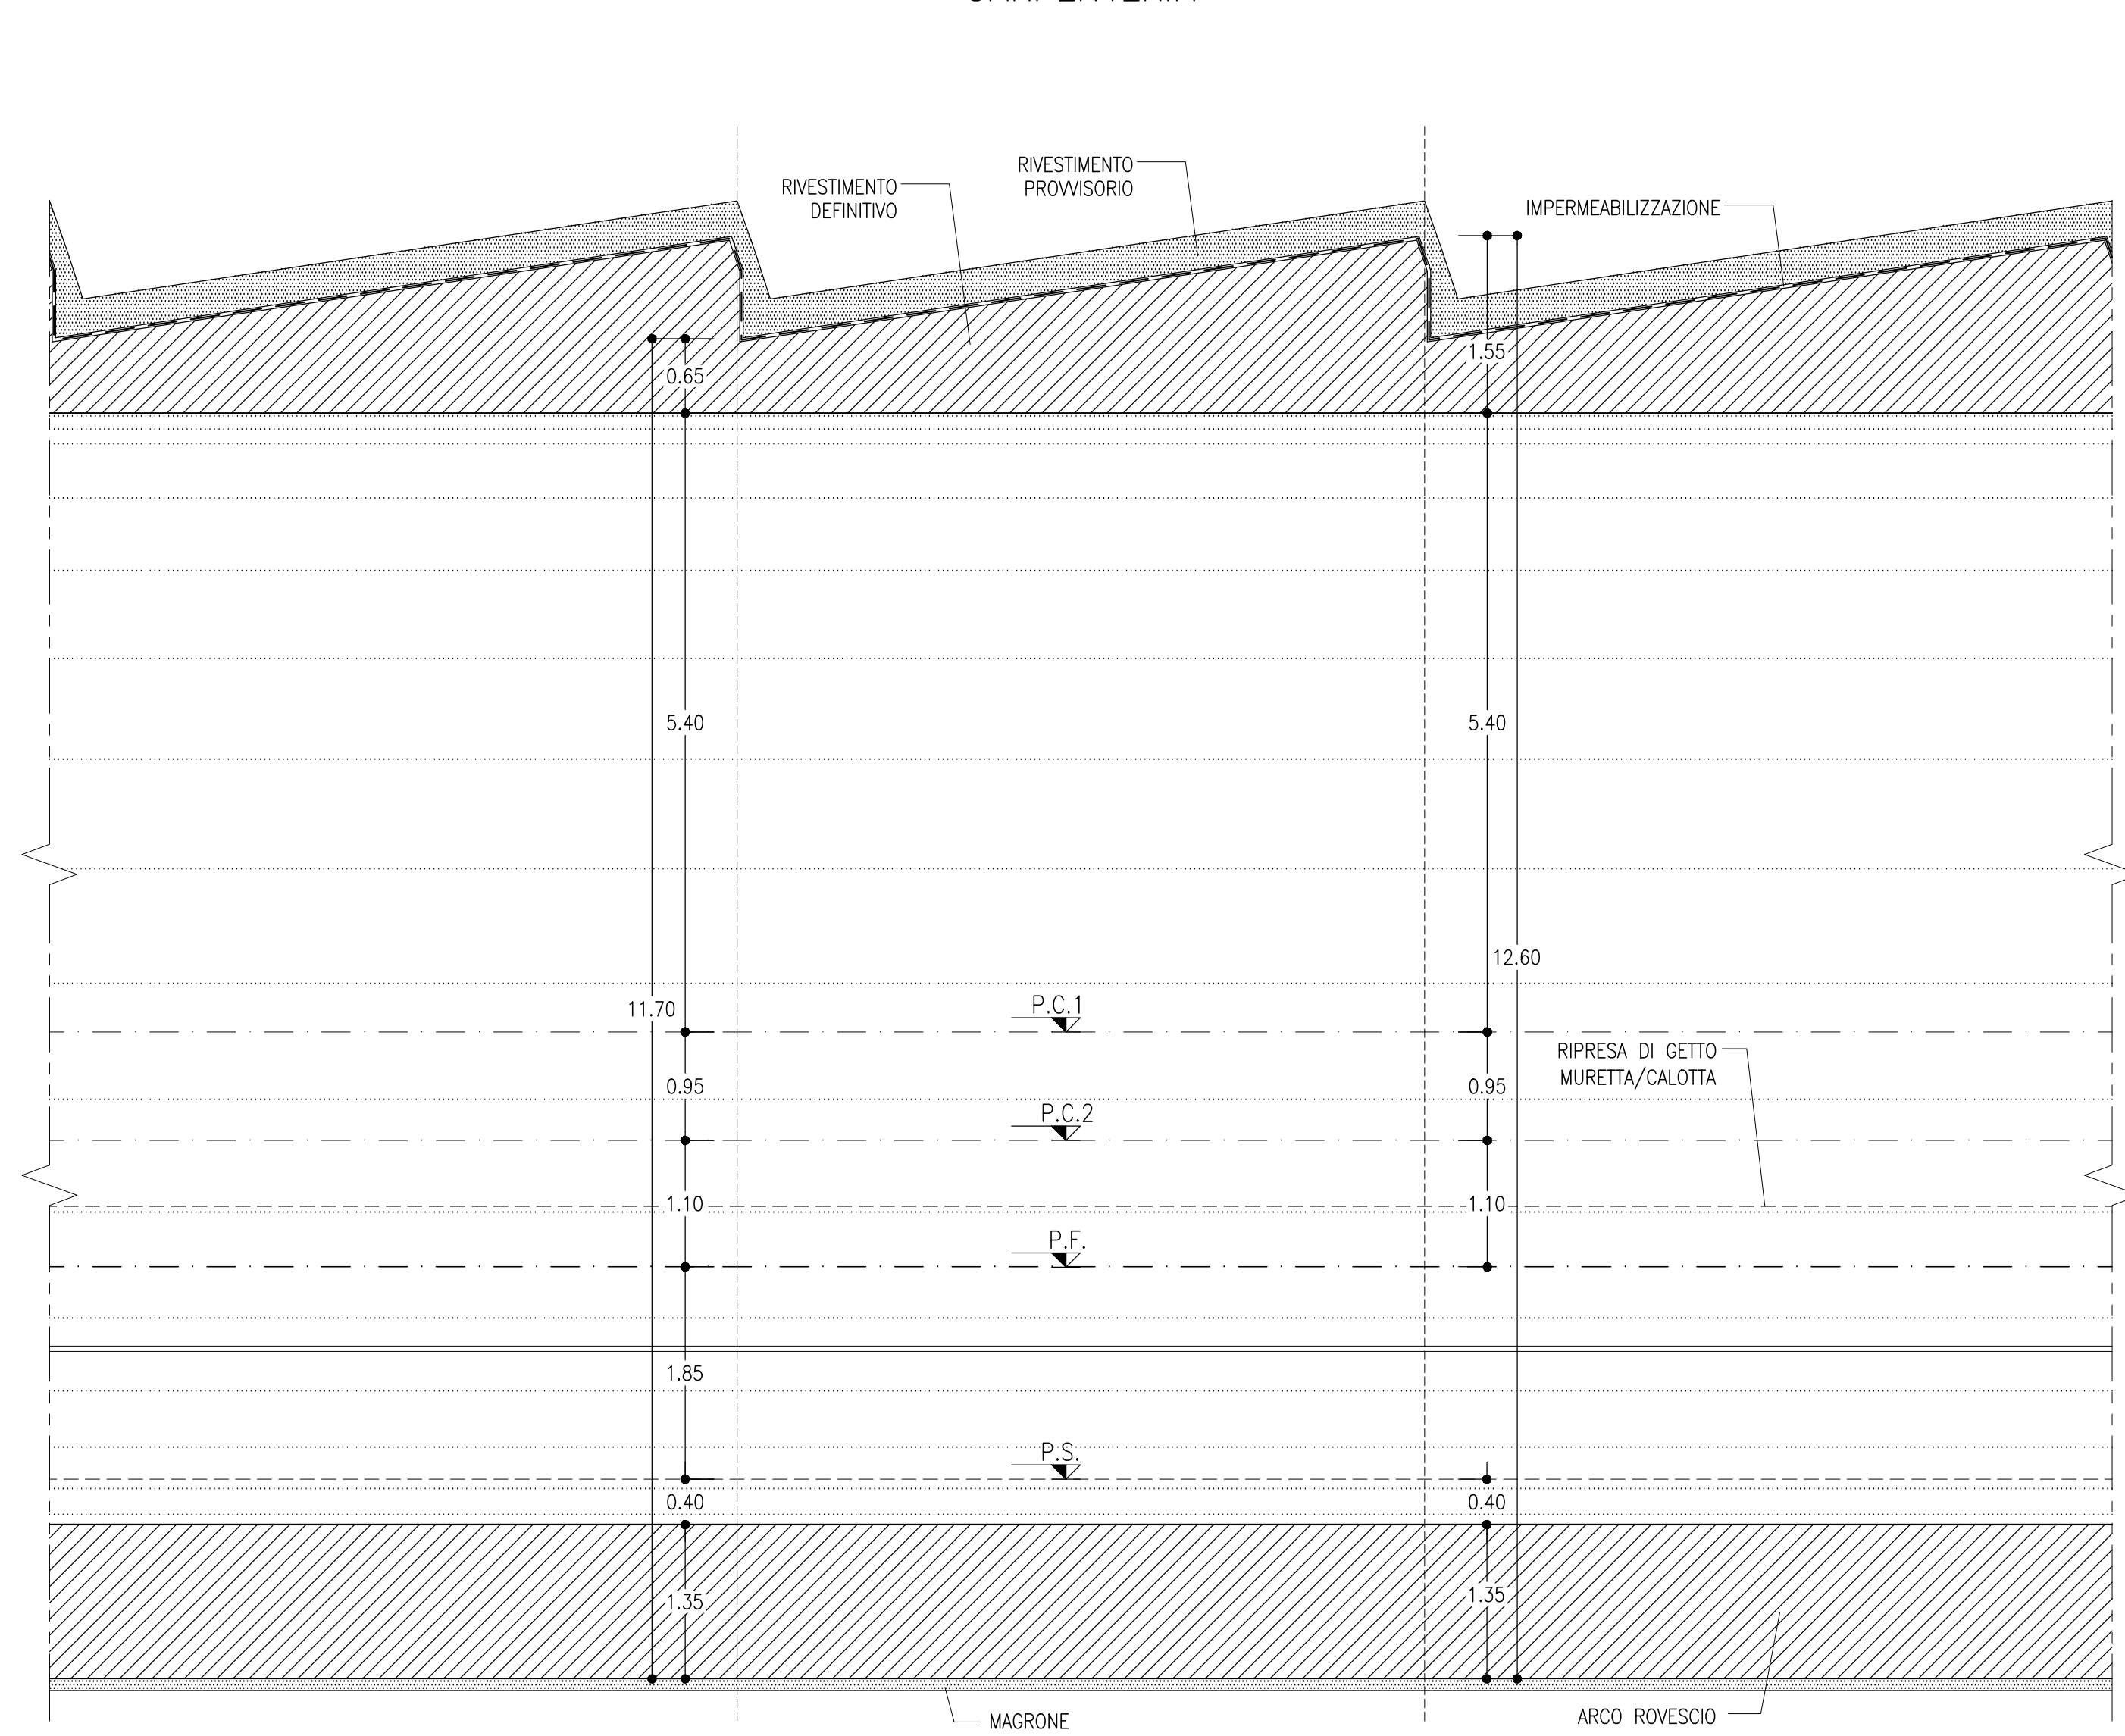 RIVESTIMENTO
PROVVISORIO
RIVESTIMENTO
DEFINITIVO
IMPERMEABILIZZAZIONE
0.65
1.55
5.40
5.40
12.60
11.70
P.C.1
RIPRESA DI GETTO
MURETTA/CALOTTA
0.95
0.95
P.C.2
1.10
1.10
P.F.
1.85
P.S.
0.40
0.40
1.35
1.35
MAGRONE
ARCO ROVESCIO